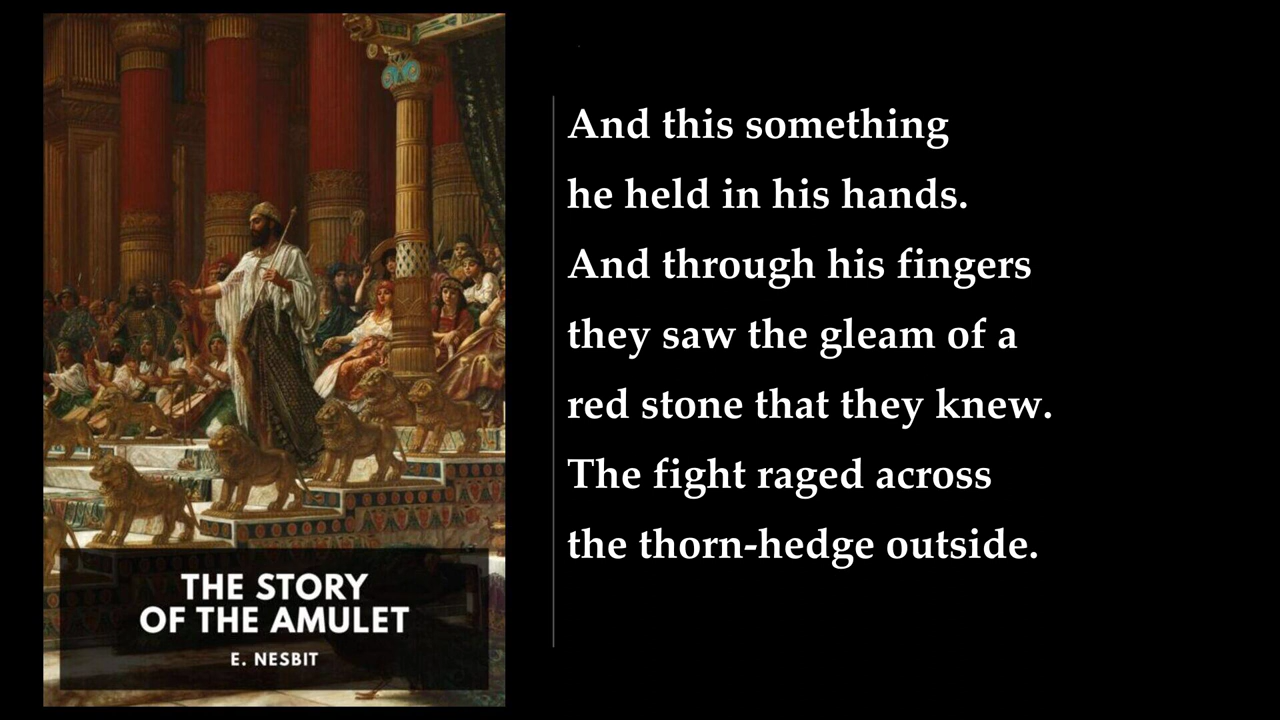 THE STORY
OF THE AMULET
E. NESBIT
And this something
he held in his hands.
And through his fingers
they saw the gleam of a
red stone that they knew.
The fight raged across
the thorn-hedge outside.